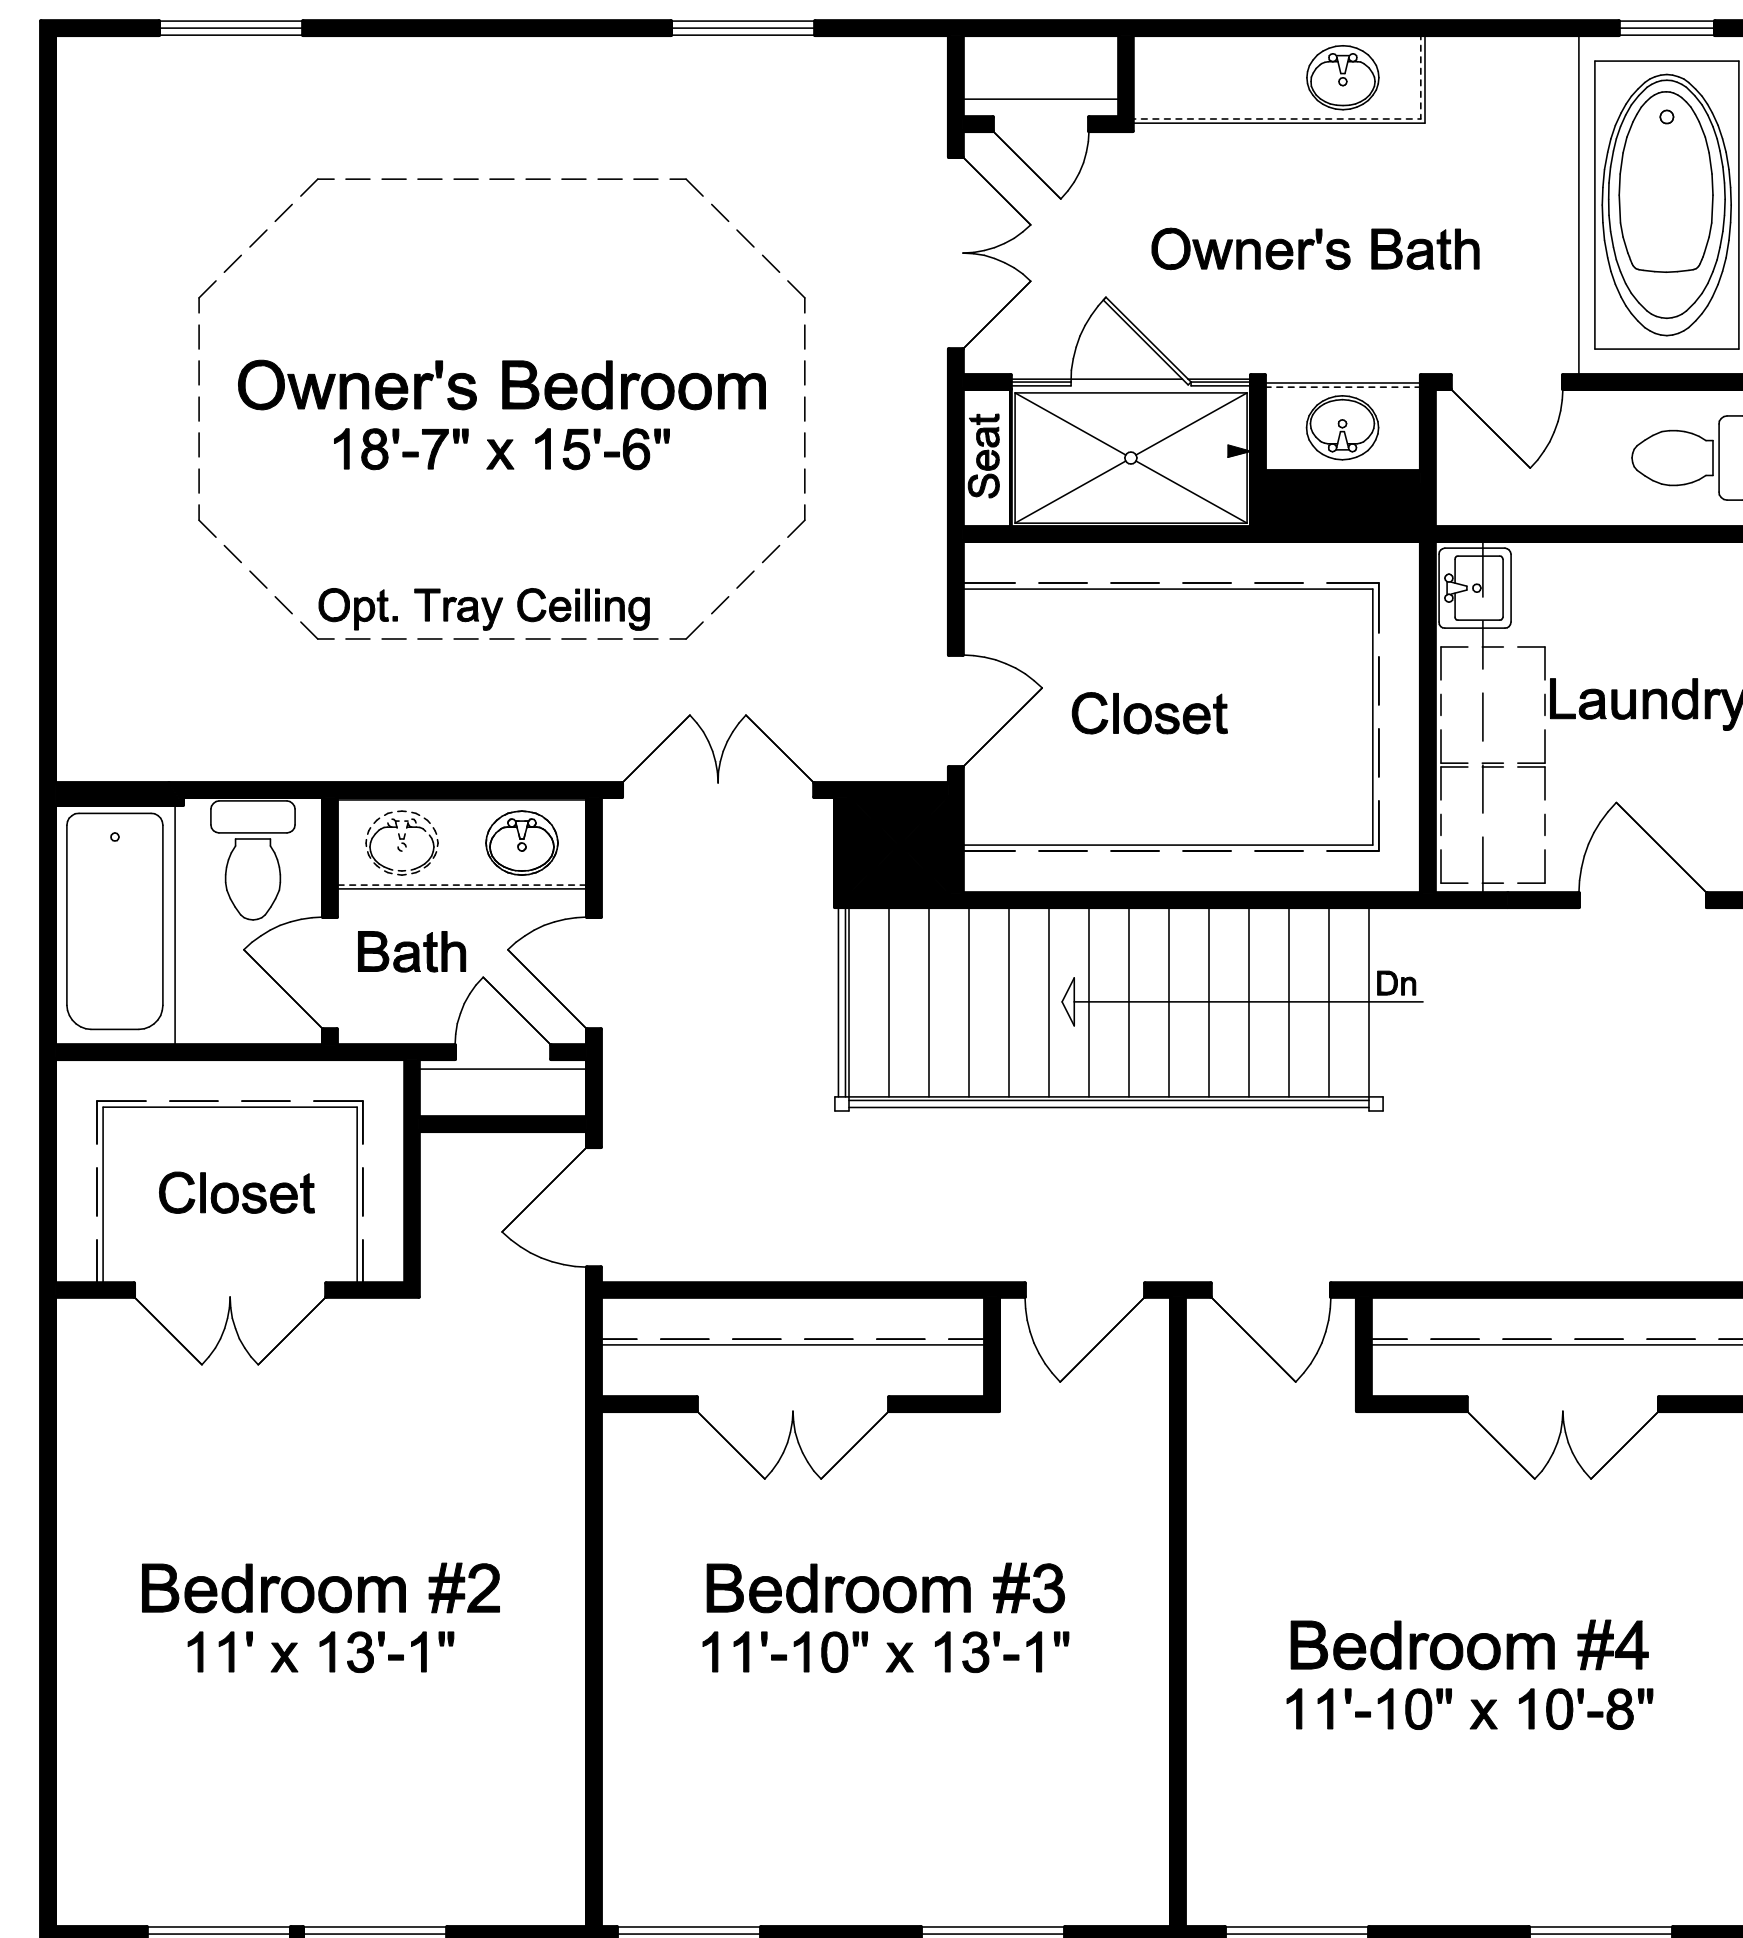 Owner's Bath
Owner's Bedroom
18'-7" x 15'-6"
Seat
Opt. Tray Ceiling
Closet
Laundry
Bath
Dn
Closet
Bedroom #2
11' x 13'-1"
Bedroom #3
11'-10" x 13'-1"
Bedroom #4
11'-10" x 10'-8"